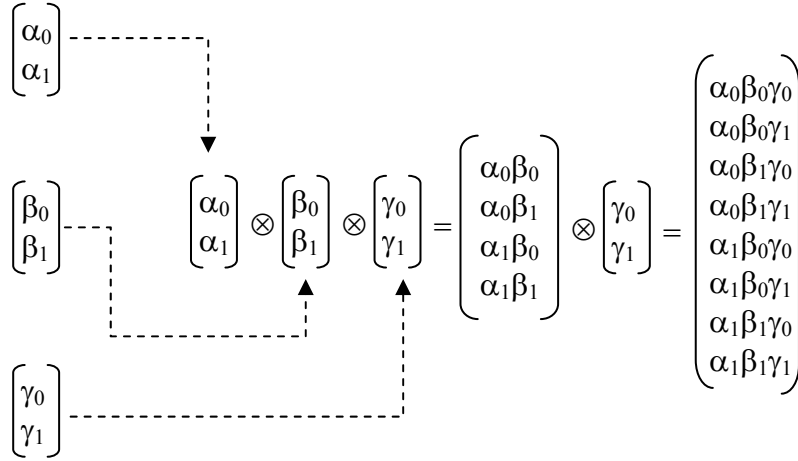 α₀
α₁
β₀
β₁
γ₀
γ₁
α₀
α₁
⊗
β₀
β₁
⊗
γ₀
γ₁
=
α₀β₀
α₀β₁
α₁β₀
α₁β₁
⊗
γ₀
γ₁
=
α₀β₀γ₀
α₀β₀γ₁
α₀β₁γ₀
α₀β₁γ₁
α₁β₀γ₀
α₁β₀γ₁
α₁β₁γ₀
α₁β₁γ₁